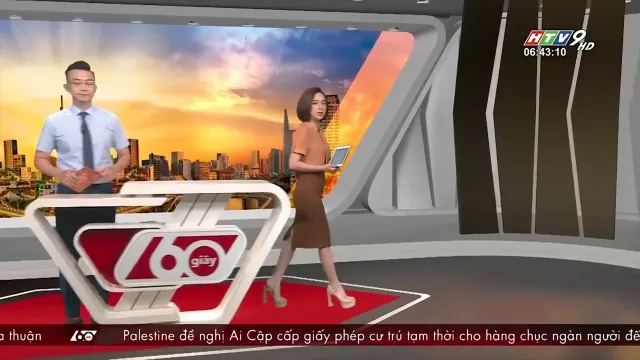 HTV9 HD
06:43:10
60 giây
a thuận 60 Palestine đề nghị Ai Cập cấp giấy phép cư trú tạm thời cho hàng chục ngàn người đế